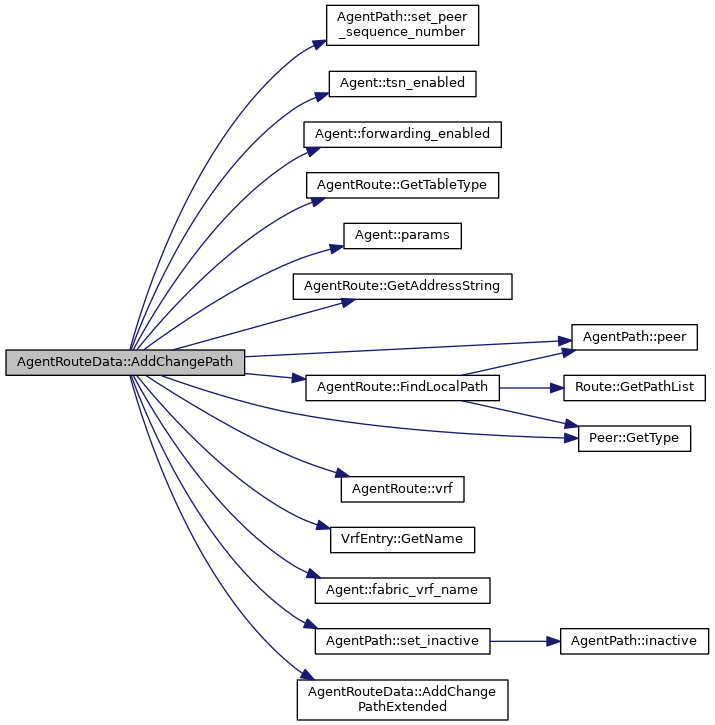 AgentPath::set_peer
_sequence_number
Agent::tsn_enabled
Agent::forwarding_enabled
AgentRoute::GetTableType
Agent::params
AgentRoute::GetAddressString
AgentPath::peer
AgentRouteData::AddChangePath
AgentRoute::FindLocalPath
Route::GetPathList
Peer::GetType
AgentRoute::vrf
VrfEntry::GetName
Agent::fabric_vrf_name
AgentPath::set_inactive
AgentPath::inactive
AgentRouteData::AddChange
PathExtended